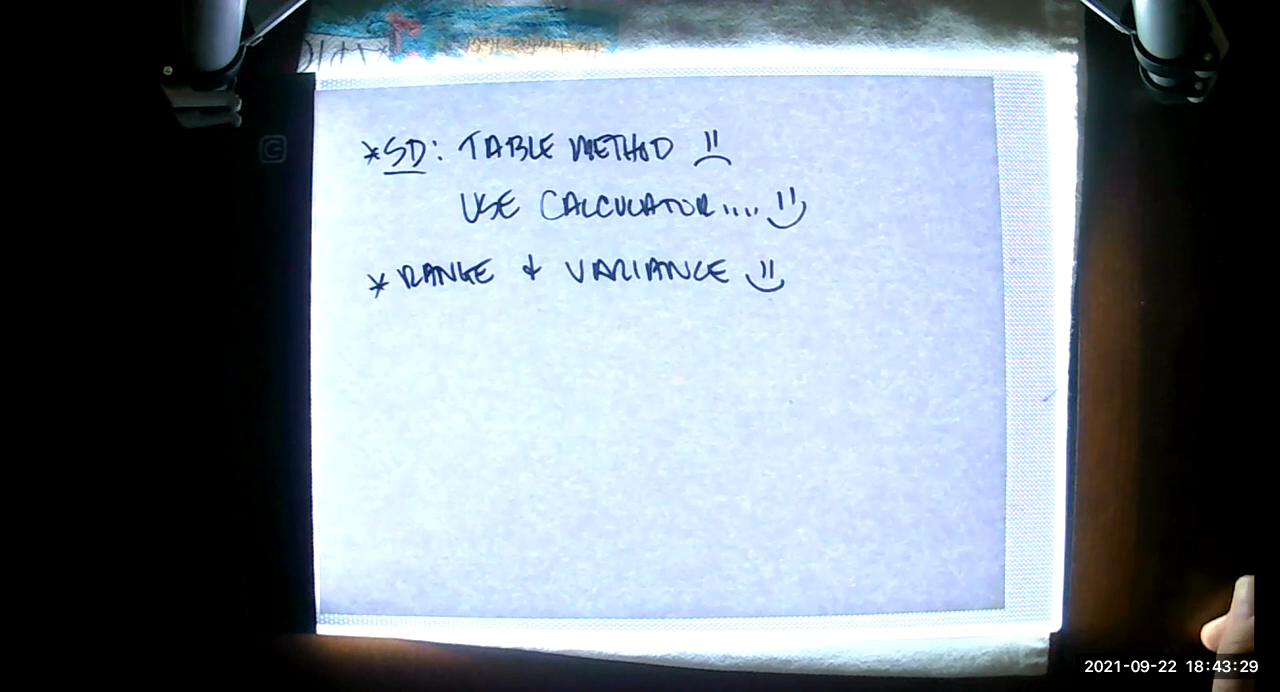 *SD: TABLE METHOD ☹
USE CALCULATOR.... ☺
* RANGE & VARIANCE ☺
2021-09-22 18:43:29